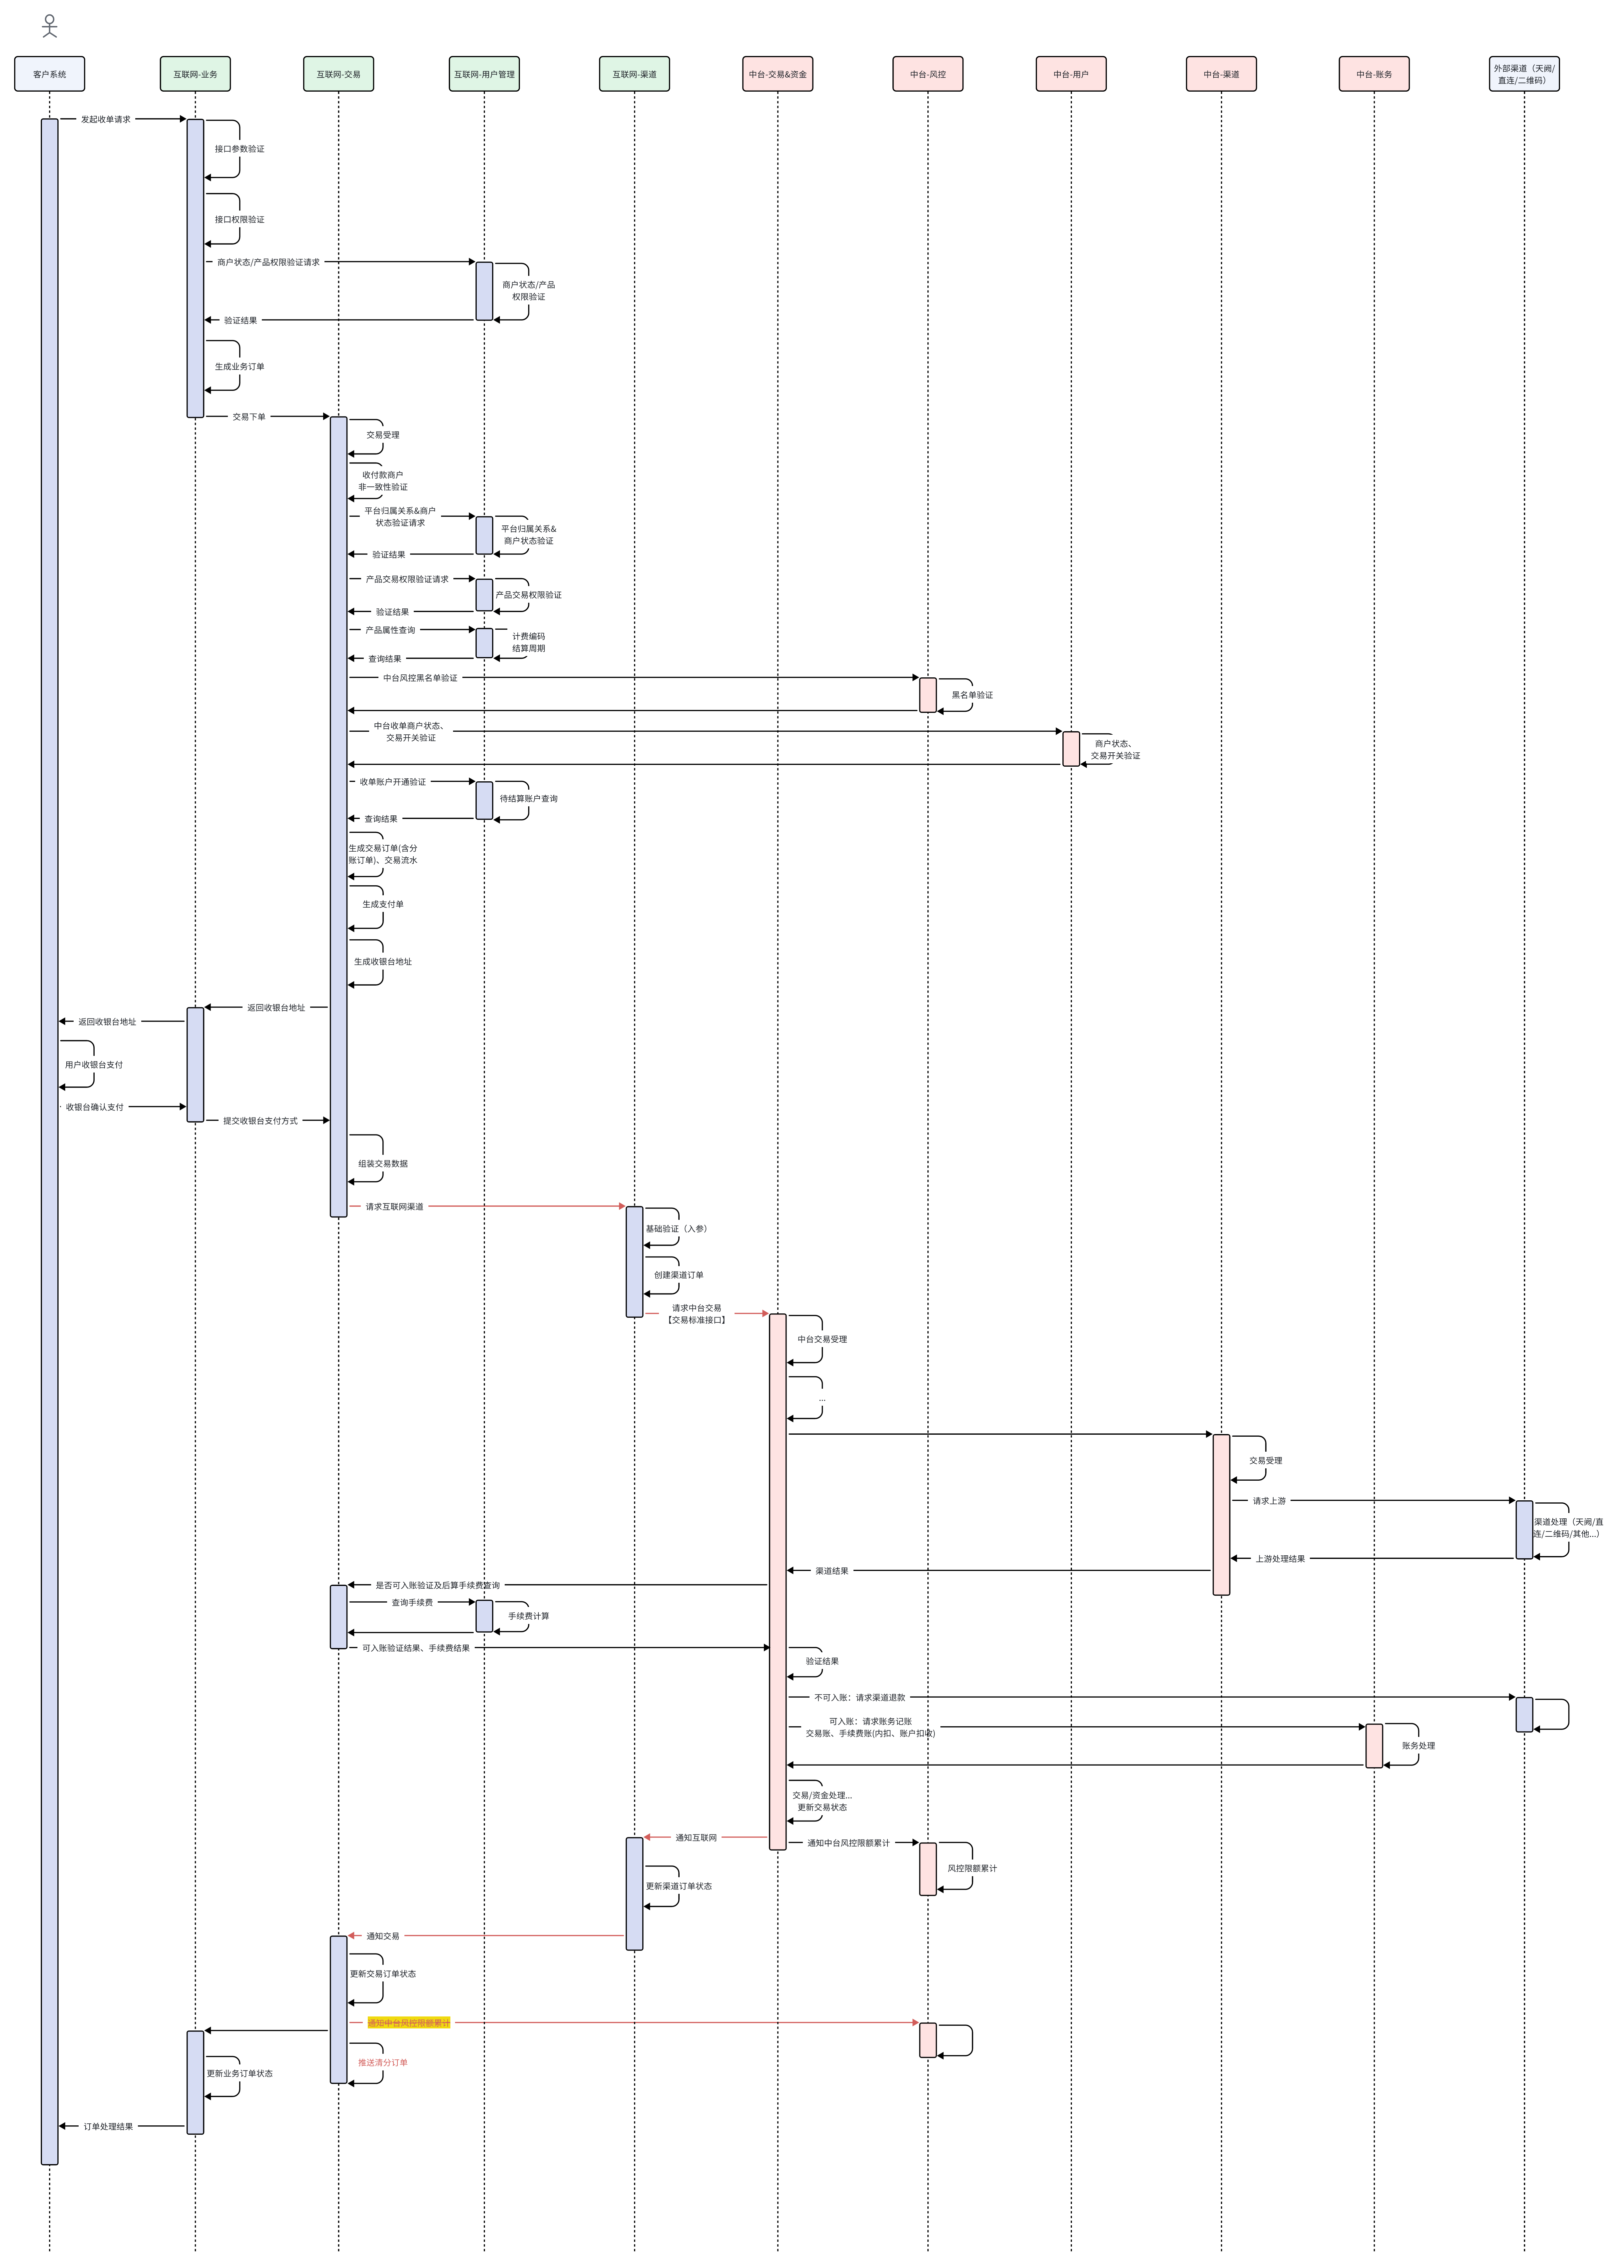 客户系统
互联网-业务
互联网-交易
互联网-用户管理
互联网-渠道
中台-交易&资金
中台-风控
中台-用户
中台-渠道
中台-账务
外部渠道（天阙/
直连/二维码）
发起收单请求
接口参数验证
接口权限验证
商户状态/产品权限验证请求
商户状态/产品
权限验证
验证结果
生成业务订单
交易下单
交易受理
收付款商户
非一致性验证
平台归属关系&商户
状态验证请求
平台归属关系&
商户状态验证
验证结果
产品交易权限验证请求
产品交易权限验证
验证结果
产品属性查询
计费编码
结算周期
查询结果
中台风控黑名单验证
黑名单验证
中台收单商户状态、
交易开关验证
商户状态、
交易开关验证
收单账户开通验证
待结算账户查询
查询结果
生成交易订单(含分
账订单)、交易流水
生成支付单
生成收银台地址
返回收银台地址
返回收银台地址
用户收银台支付
收银台确认支付
提交收银台支付方式
组装交易数据
请求互联网渠道
基础验证（入参）
创建渠道订单
请求中台交易
【交易标准接口】
中台交易受理
...
交易受理
请求上游
渠道处理（天阙/直
连/二维码/其他...）
上游处理结果
渠道结果
是否可入账验证及后算手续费查询
查询手续费
手续费计算
可入账验证结果、手续费结果
验证结果
不可入账：请求渠道退款
可入账：请求账务记账
交易账、手续费账(内扣、账户扣收)
账务处理
交易/资金处理...
更新交易状态
通知互联网
通知中台风控限额累计
风控限额累计
更新渠道订单状态
通知交易
更新交易订单状态
通知中台风控限额累计
推送清分订单
更新业务订单状态
订单处理结果